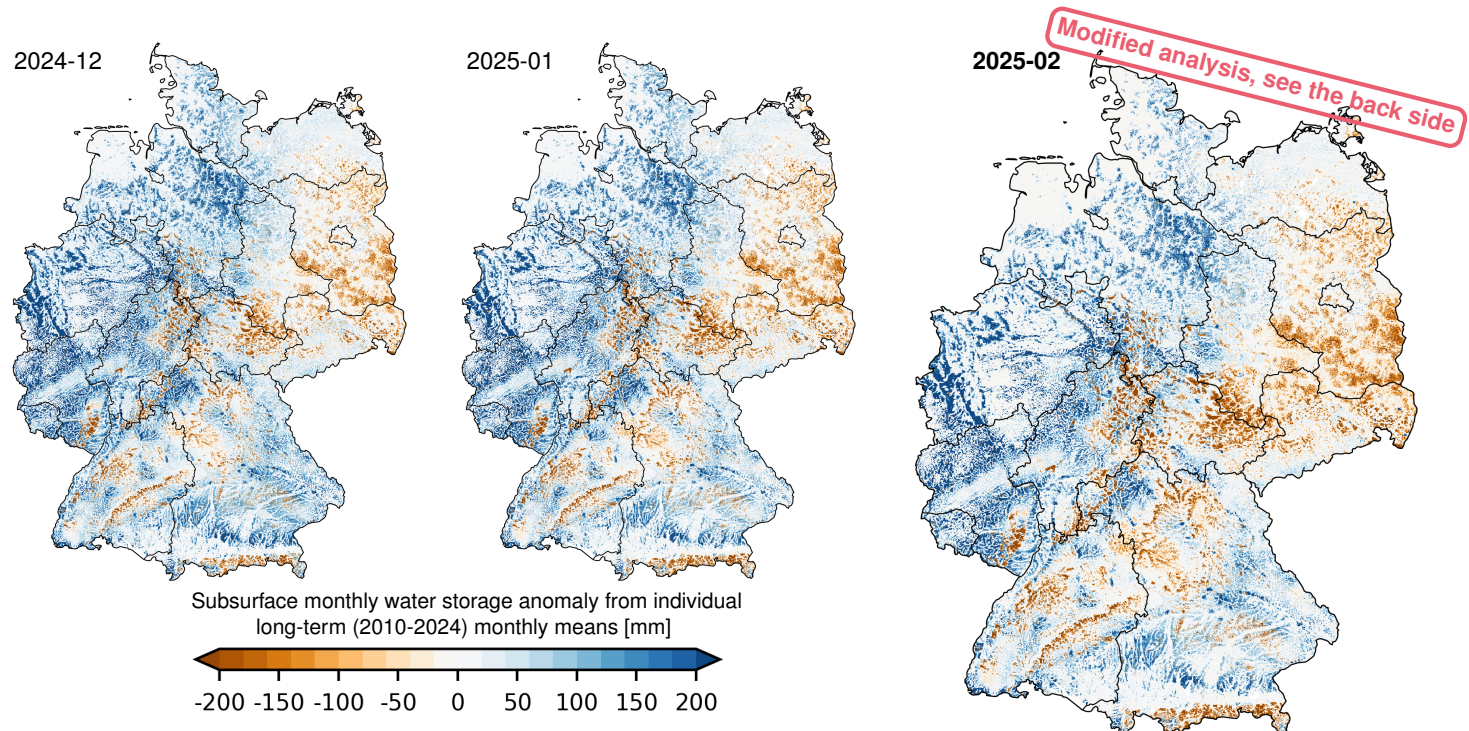 2024-12
2025-01
2025-02
Modified analysis, see the back side
Subsurface monthly water storage anomaly from individual
long-term (2010-2024) monthly means [mm]
-200 -150 -100 -50 0 50 100 150 200